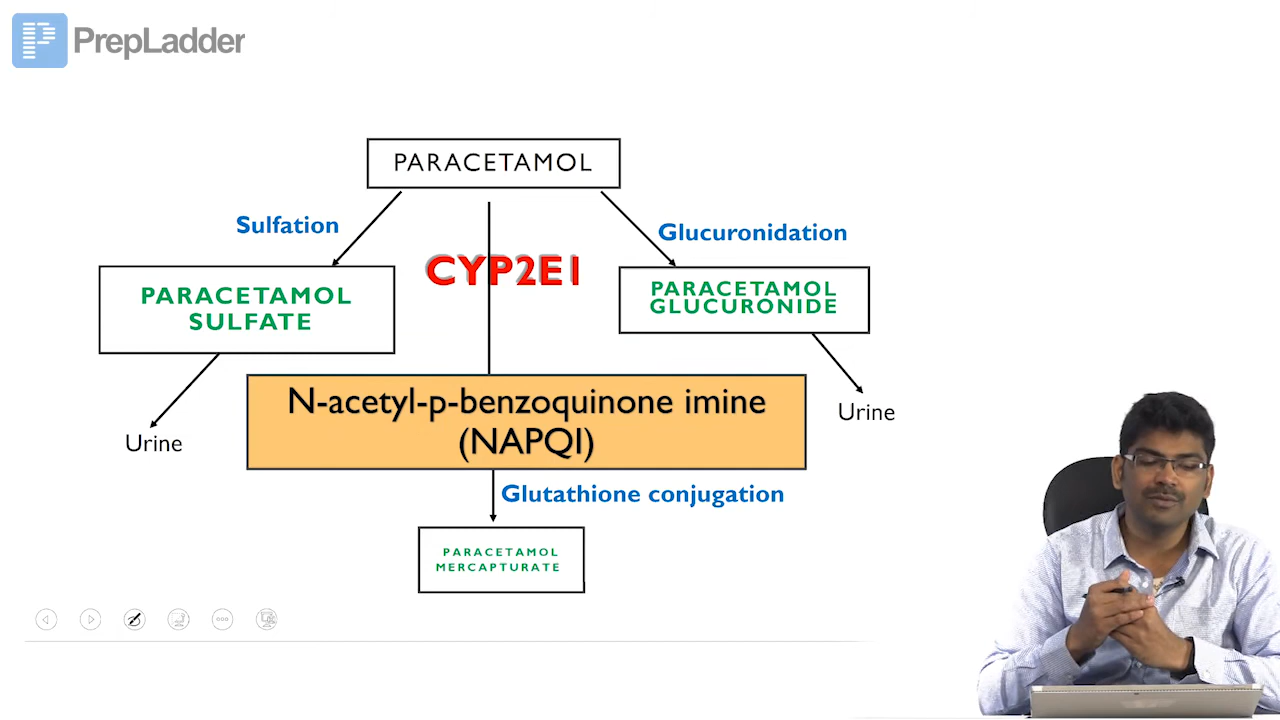 PrepLadder
PARACETAMOL
Sulfation
Glucuronidation
CYP2E1
PARACETAMOL
SULFATE
PARACETAMOL
GLUCURONIDE
N-acetyl-p-benzoquinone imine
(NAPQI)
Urine
Urine
Glutathione conjugation
PARACETAMOL
MERCAPTURATE